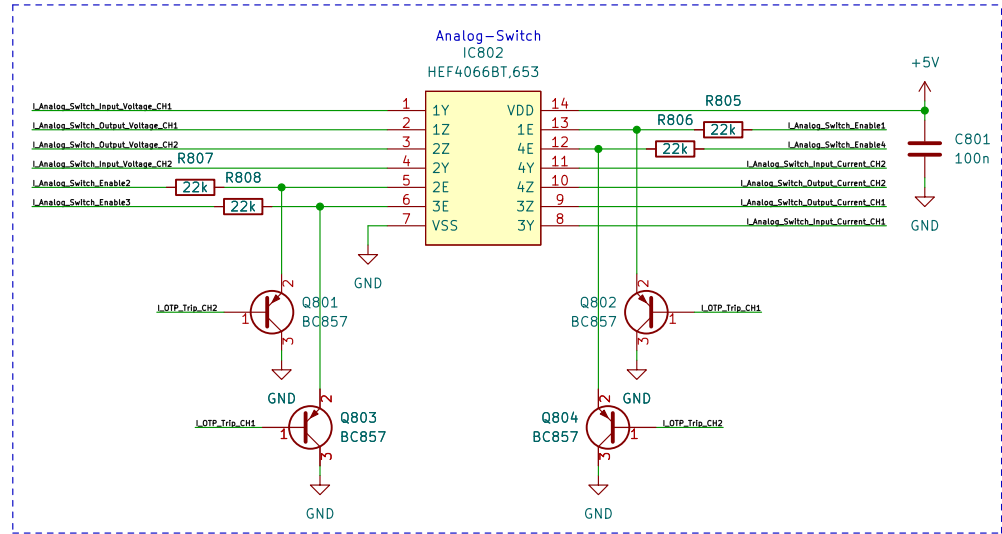 Analog-Switch
IC802
HEF4066BT,653
+5V
I_Analog_Switch_Input_Voltage_CH1
1
1Y
VDD
14
R805
I_Analog_Switch_Output_Voltage_CH1
2
1Z
1E
13
R806
22k
I_Analog_Switch_Enable1
C801
100n
I_Analog_Switch_Output_Voltage_CH2
3
2Z
4E
12
22k
I_Analog_Switch_Enable4
I_Analog_Switch_Input_Voltage_CH2
R807
4
2Y
4Y
11
I_Analog_Switch_Input_Current_CH2
I_Analog_Switch_Enable2
22k
R808
5
2E
4Z
10
I_Analog_Switch_Output_Current_CH2
I_Analog_Switch_Enable3
22k
6
3E
3Z
9
I_Analog_Switch_Output_Current_CH1
7
VSS
3Y
8
I_Analog_Switch_Input_Current_CH1
GND
GND
I_OTP_Trip_CH2
1
2
3
Q801
BC857
GND
Q802
BC857
2
1
3
I_OTP_Trip_CH1
GND
I_OTP_Trip_CH1
1
2
3
Q803
BC857
GND
Q804
BC857
2
1
3
I_OTP_Trip_CH2
GND